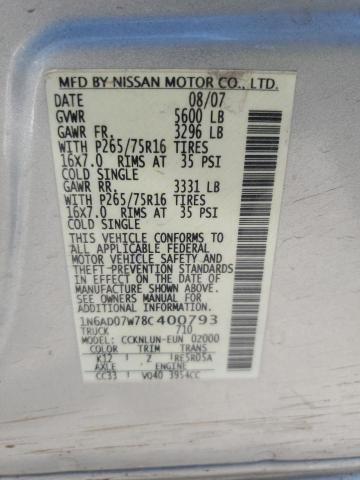 MFD BY NISSAN MOTOR CO., LTD.
DATE 08/07
GVWR 5600 LB
GAWR FR. 3296 LB
WITH P265/75R16 TIRES
16x7.0 RIMS AT 35 PSI
COLD SINGLE
GAWR RR. 3331 LB
WITH P265/75R16 TIRES
16x7.0 RIMS AT 35 PSI
COLD SINGLE
THIS VEHICLE CONFORMS TO
ALL APPLICABLE FEDERAL
MOTOR VEHICLE SAFETY AND
THEFT PREVENTION STANDARDS
IN EFFECT ON THE DATE OF
MANUFACTURE SHOWN ABOVE.
SEE OWNERS MANUAL FOR
ADDITIONAL INFORMATION
1N6AD07W78C400793
TRUCK 710
MODEL: CCKNLUN-EUN 02000
COLOR TRIM TRANS
K12 Z RE5R05A
AXLE ENGINE
CC33 VQ40 3954CC